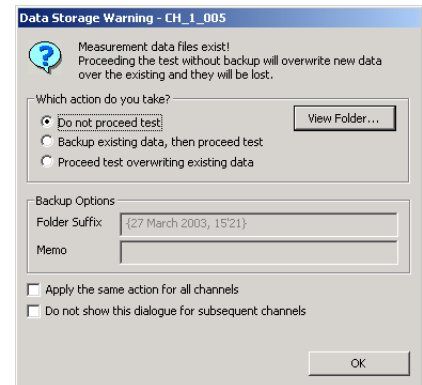 Data Storage Warning - CH_1_005
Measurement data files exist!
Proceeding the test without backup will overwrite new data
over the existing and they will be lost.
Which action do you take?
Do not proceed test
View Folder...
Backup existing data, then proceed test
Proceed test overwriting existing data
Backup Options
Folder Suffix
{27 March 2003, 15'21}
Memo
Apply the same action for all channels
Do not show this dialogue for subsequent channels
OK